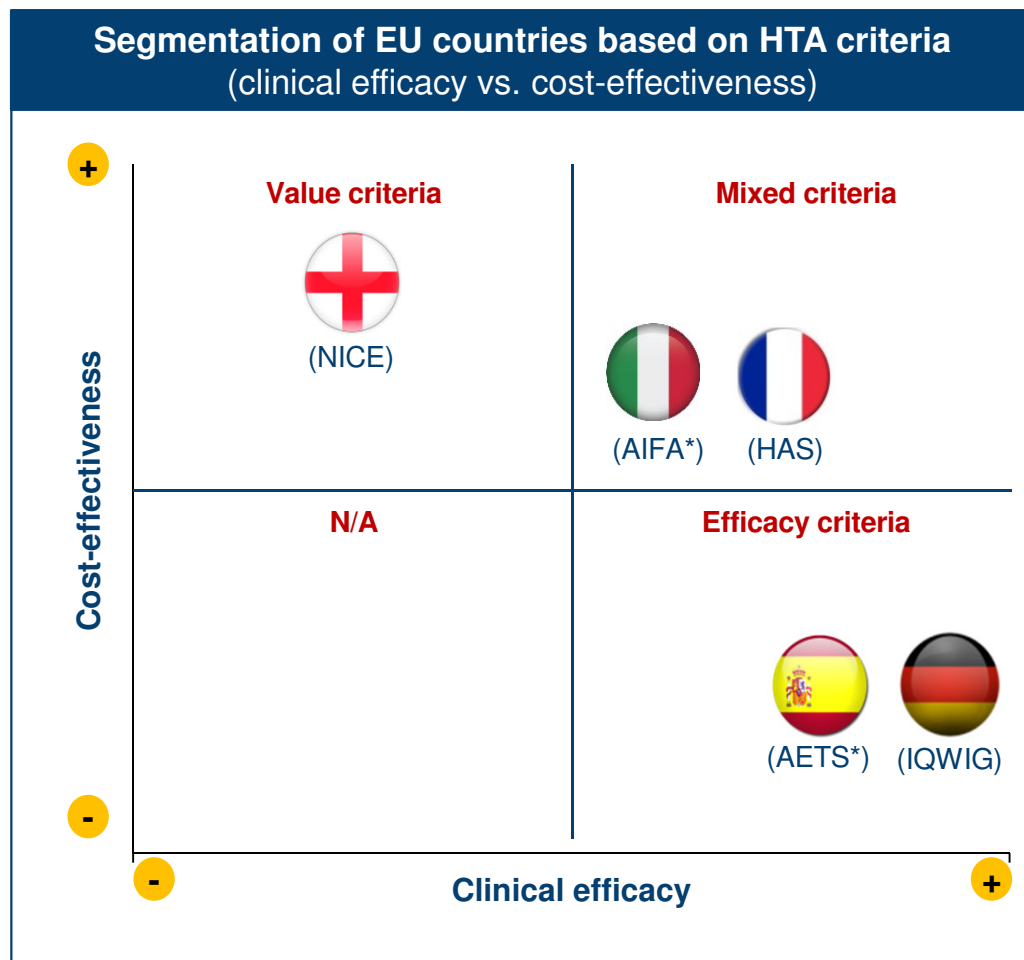 Segmentation of EU countries based on HTA criteria
(clinical efficacy vs. cost-effectiveness)
+
Value criteria
Mixed criteria
(NICE)
(AIFA*)
(HAS)
Cost-effectiveness
N/A
Efficacy criteria
(AETS*)
(IQWIG)
-
-
Clinical efficacy
+